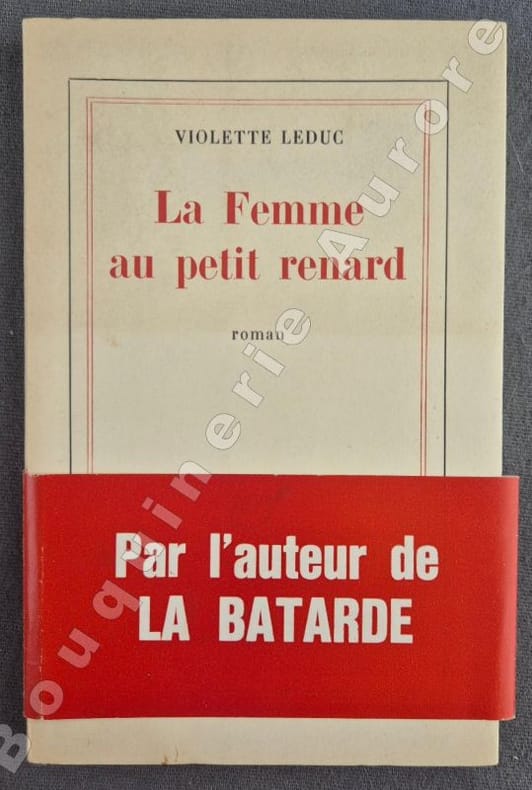 VIOLETTE LEDUC
La Femme
au petit renard
roman
Par l'auteur de
LA BATARDE
Bouquinerie Aurore